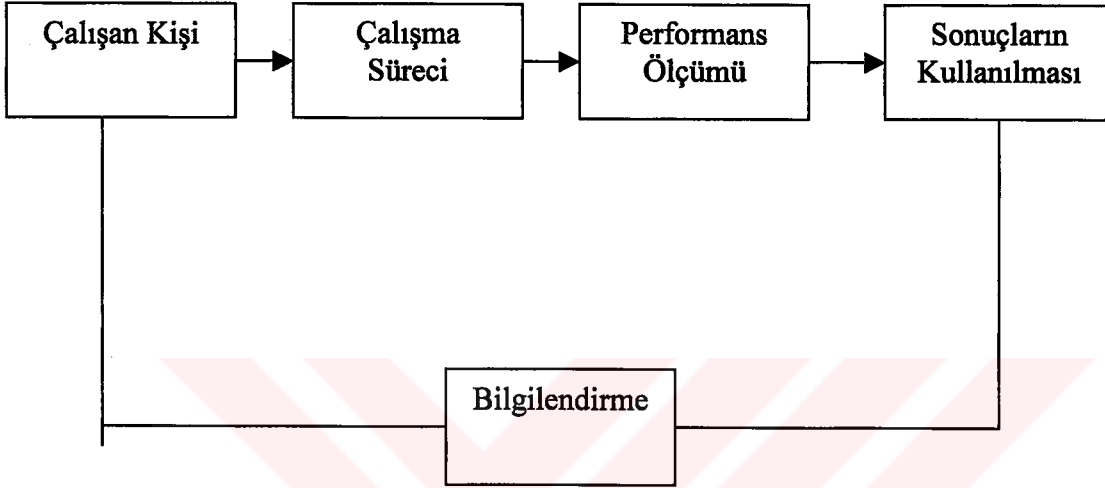 Çalışan Kişi
Çalışma
Süreci
Performans
Ölçümü
Sonuçların
Kullanılması
Bilgilendirme